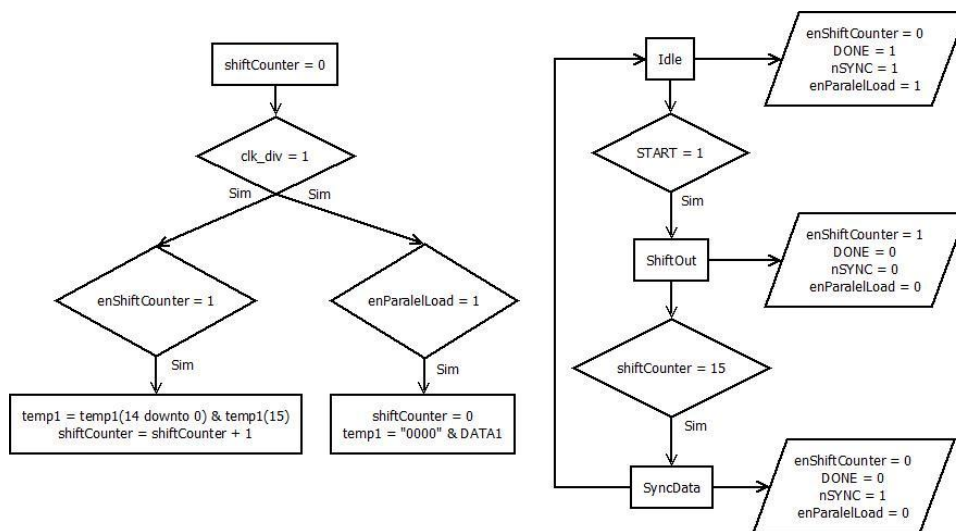 shiftCounter = 0
clk_div = 1
Sim
Sim
enShiftCounter = 1
enParalelLoad = 1
Sim
Sim
temp1 = temp1(14 downto 0) & temp1(15)
shiftCounter = shiftCounter + 1
shiftCounter = 0
temp1 = "0000" & DATA1
Idle
enShiftCounter = 0
DONE = 1
nSYNC = 1
enParalelLoad = 1
START = 1
Sim
ShiftOut
enShiftCounter = 1
DONE = 0
nSYNC = 0
enParalelLoad = 0
shiftCounter = 15
Sim
SyncData
enShiftCounter = 0
DONE = 0
nSYNC = 1
enParalelLoad = 0